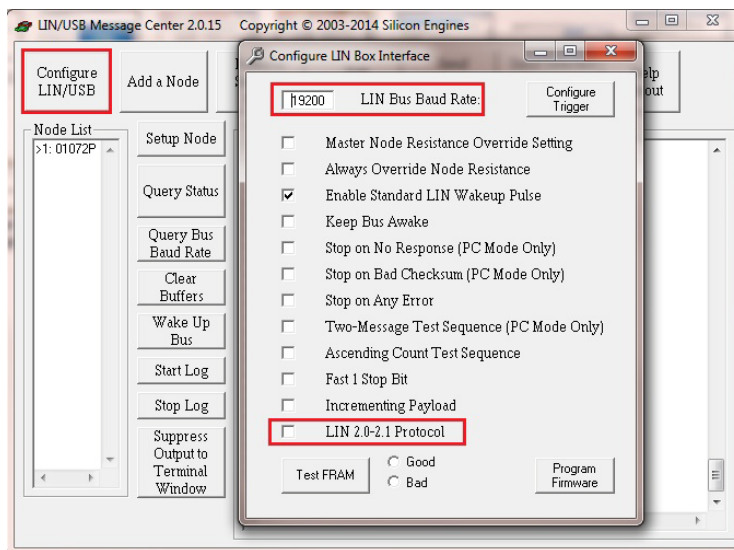 LIN/USB Message Center 2.0.15 Copyright © 2003-2014 Silicon Engines
Configure LIN Box Interface
Configure
LIN/USB
Add a Node
19200 LIN Bus Baud Rate:
Configure
Trigger
Node List
>1: 01072P
Setup Node
Query Status
Query Bus
Baud Rate
Clear
Buffers
Wake Up
Bus
Start Log
Stop Log
Suppress
Output to
Terminal
Window
Master Node Resistance Override Setting
Always Override Node Resistance
Enable Standard LIN Wakeup Pulse
Keep Bus Awake
Stop on No Response (PC Mode Only)
Stop on Bad Checksum (PC Mode Only)
Stop on Any Error
Two-Message Test Sequence (PC Mode Only)
Ascending Count Test Sequence
Fast 1 Stop Bit
Incrementing Payload
LIN 2.0-2.1 Protocol
Test FRAM
Good
Bad
Program
Firmware